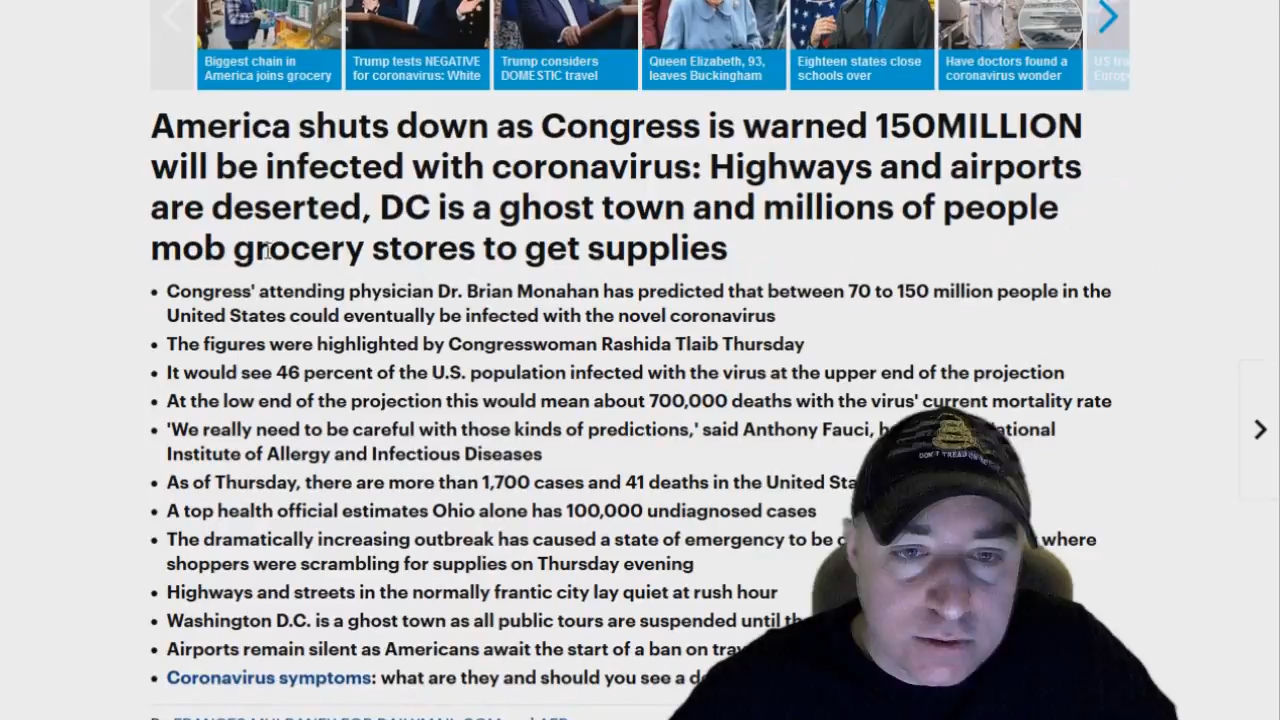 Biggest chain in
America joins grocery
Trump tests NEGATIVE
for coronavirus: White
Trump considers
DOMESTIC travel
Queen Elizabeth, 93,
leaves Buckingham
Eighteen states close
schools over
Have doctors found a
coronavirus wonder
America shuts down as Congress is warned 150MILLION
will be infected with coronavirus: Highways and airports
are deserted, DC is a ghost town and millions of people
mob grocery stores to get supplies
• Congress' attending physician Dr. Brian Monahan has predicted that between 70 to 150 million people in the
United States could eventually be infected with the novel coronavirus
• The figures were highlighted by Congresswoman Rashida Tlaib Thursday
• It would see 46 percent of the U.S. population infected with the virus at the upper end of the projection
• At the low end of the projection this would mean about 700,000 deaths with the virus' current mortality rate
• 'We really need to be careful with those kinds of predictions,' said Anthony Fauci,
Institute of Allergy and Infectious Diseases
• As of Thursday, there are more than 1,700 cases and 41 deaths in the United
• A top health official estimates Ohio alone has 100,000 undiagnosed cases
• The dramatically increasing outbreak has caused a state of emergency to be where
shoppers were scrambling for supplies on Thursday evening
• Highways and streets in the normally frantic city lay quiet at rush hour
• Washington D.C. is a ghost town as all public tours are suspended until
• Airports remain silent as Americans await the start of a ban on
• Coronavirus symptoms: what are they and should you see a
DON'T TREAD ON